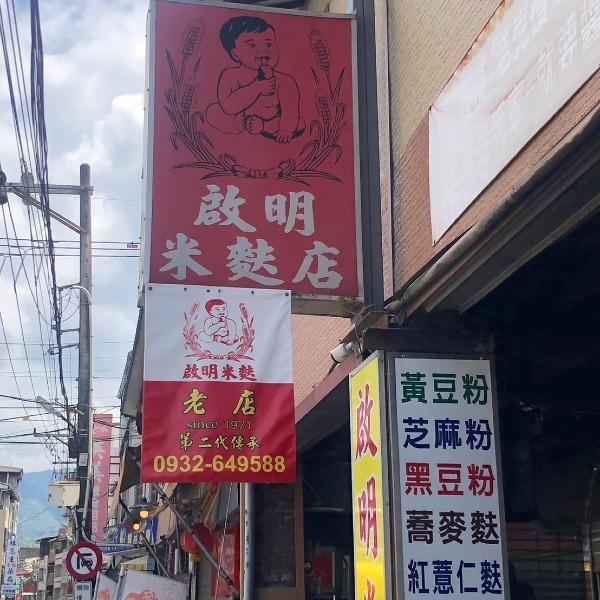 啟明
米麩店
啟明米麩
老店
since 1971
第二代傳承
0932-649588
啟明米
黃豆粉
芝麻粉
黑豆粉
蕎麥麩
紅薏仁麩